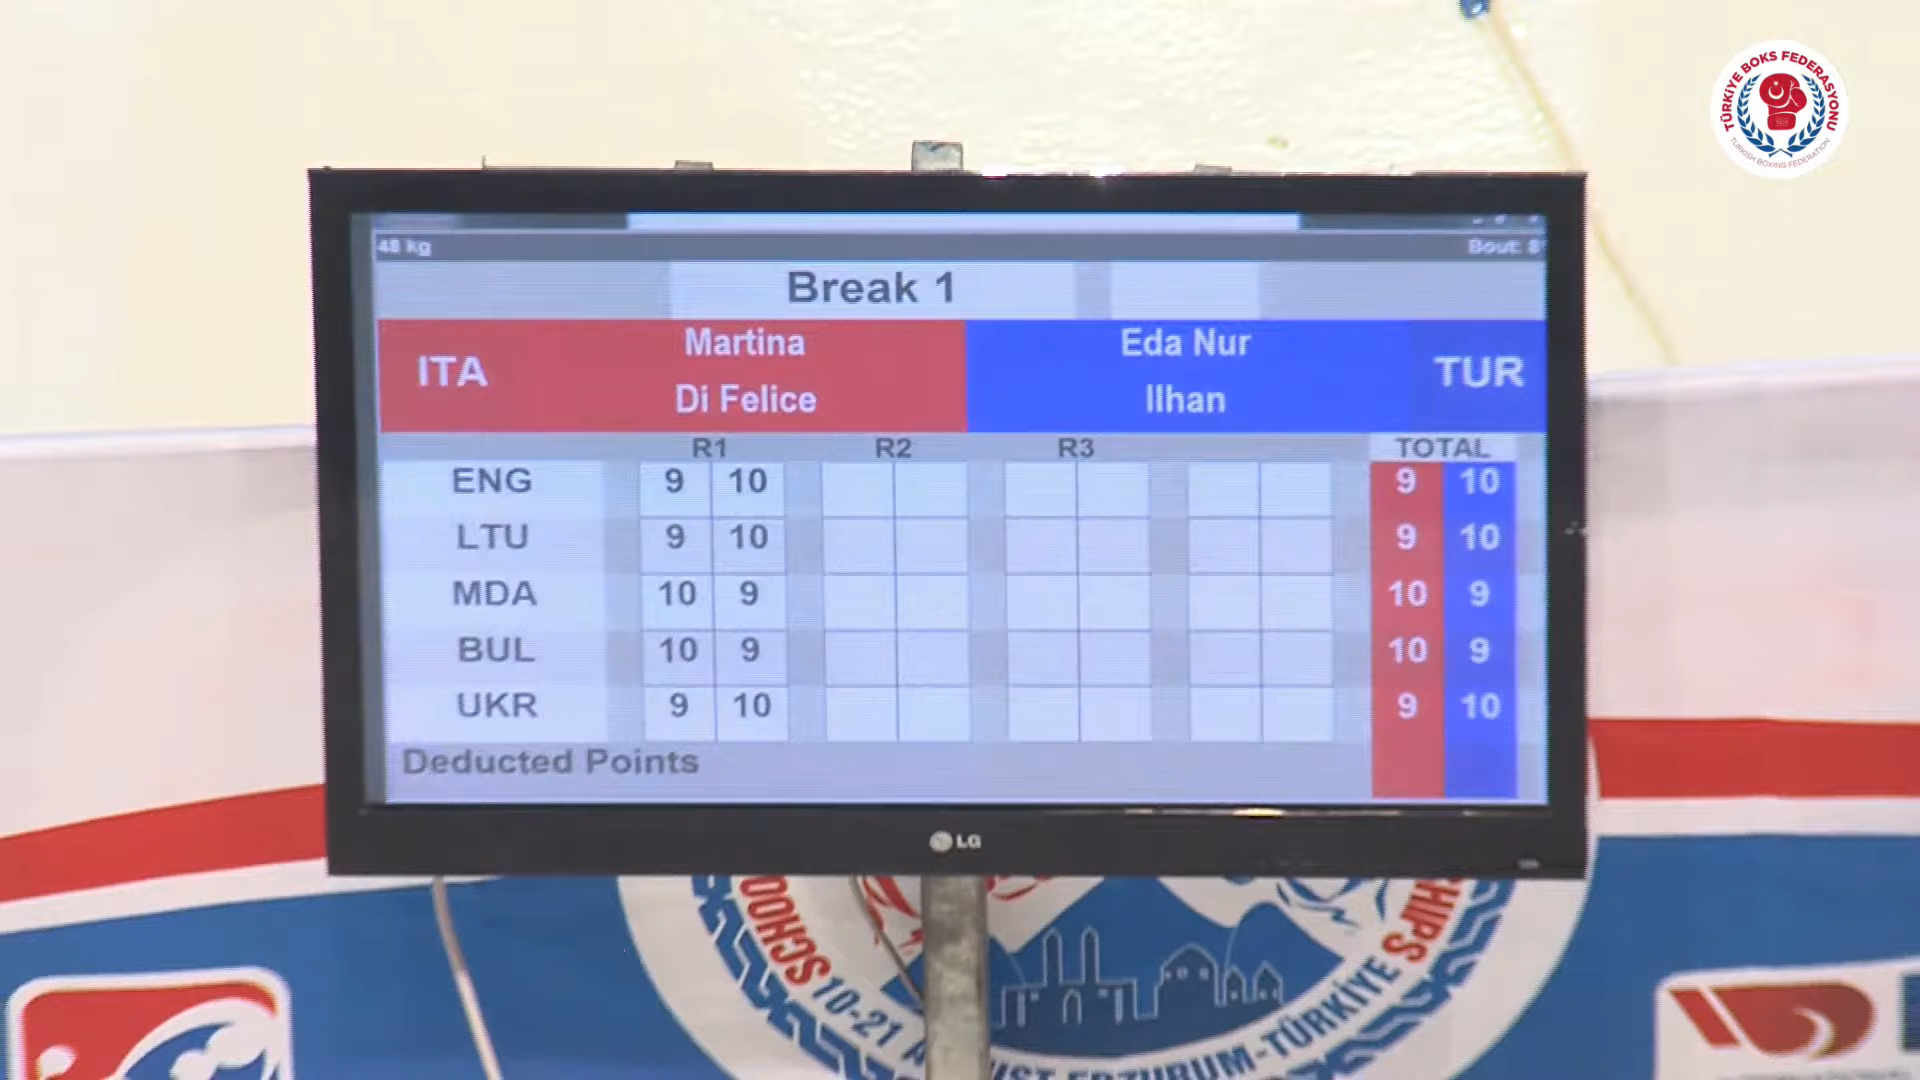 TÜRKİYE BOKS FEDERASYONU
TURKISH BOXING FEDERATION
48 kg
Bout: 8
Break 1
ITA
Martina
Di Felice
Eda Nur
Ilhan
TUR
R1 R2 R3 TOTAL
ENG 9 10 9 10
LTU 9 10 9 10
MDA 10 9 10 9
BUL 10 9 10 9
UKR 9 10 9 10
Deducted Points
LG
SCHOO
SHIPS
10-21 A
UST ERZURUM-TÜRKİYE